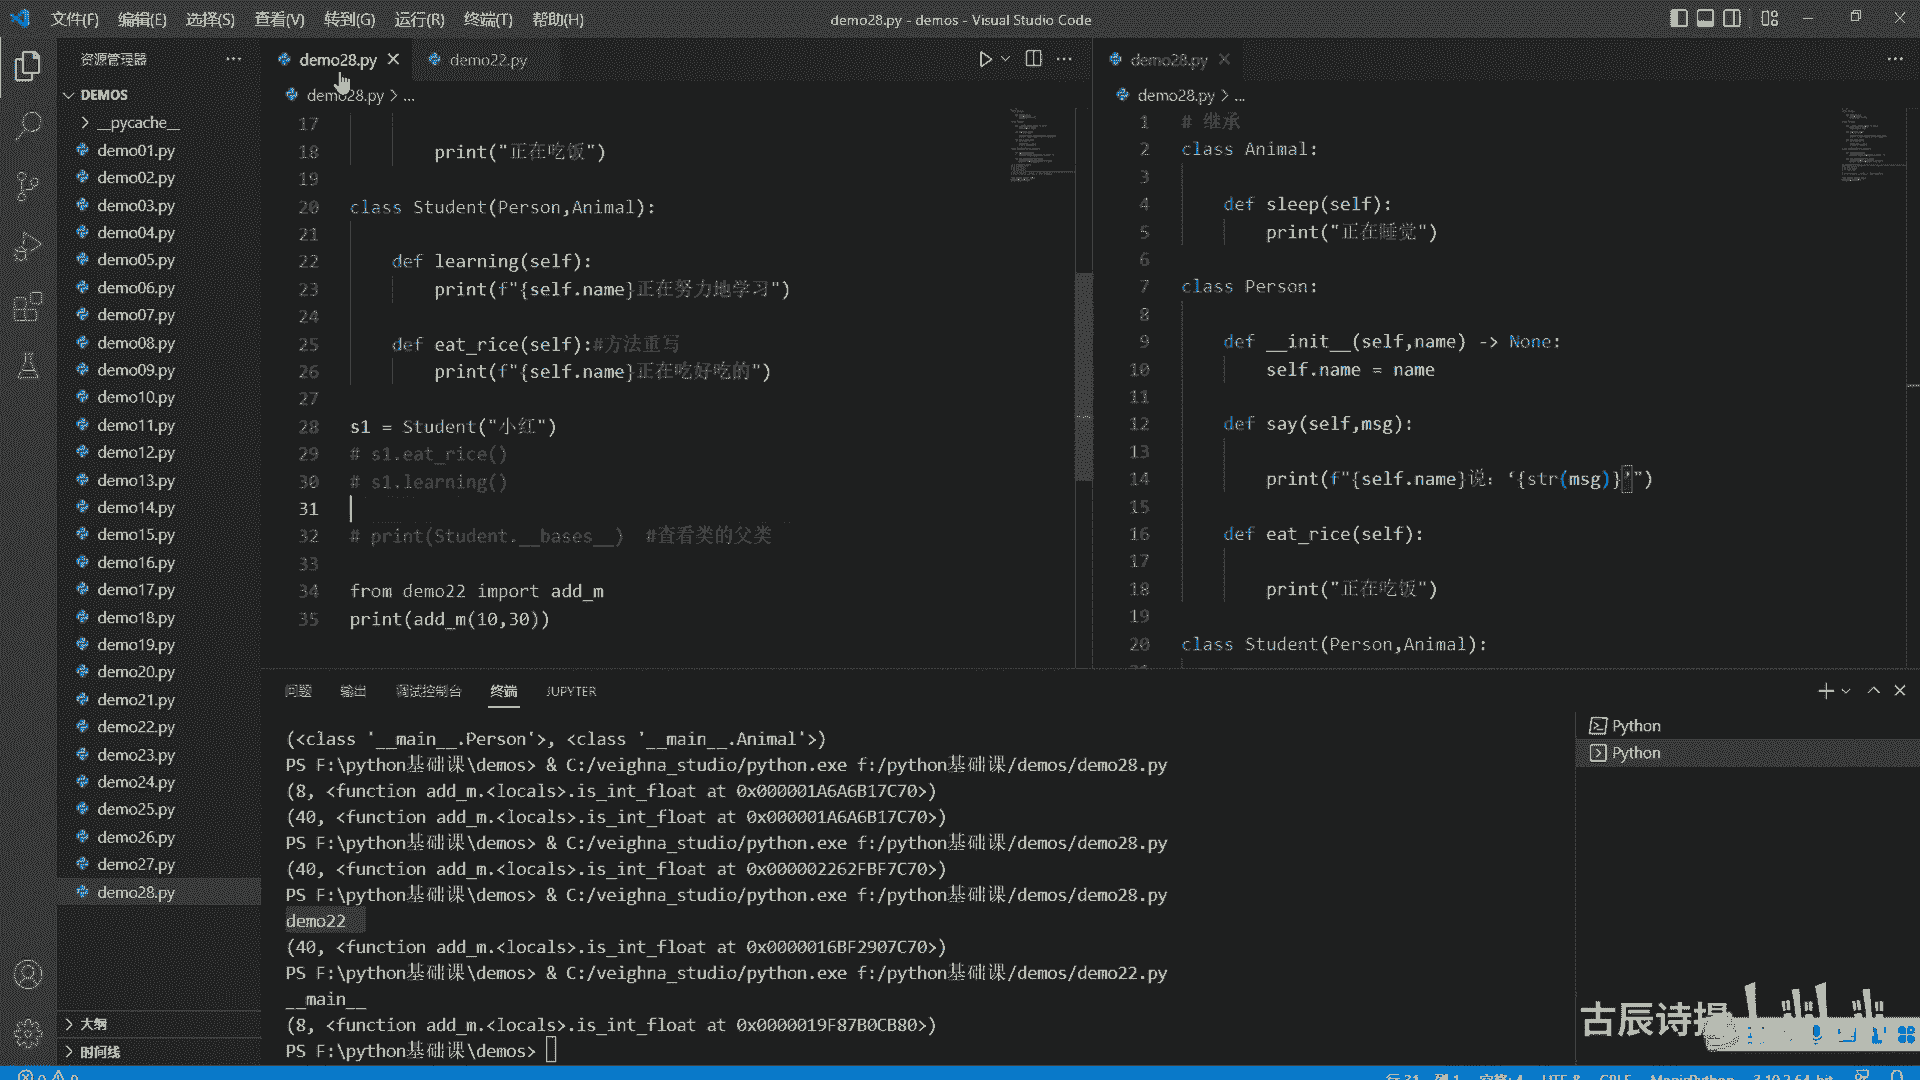 文件(F) 编辑(E) 选择(S) 查看(V) 转到(G) 运行(R) 终端(T) 帮助(H)
demo28.py - demos - Visual Studio Code
资源管理器
DEMOS
__pycache__
demo01.py
demo02.py
demo03.py
demo04.py
demo05.py
demo06.py
demo07.py
demo08.py
demo09.py
demo10.py
demo11.py
demo12.py
demo13.py
demo14.py
demo15.py
demo16.py
demo17.py
demo18.py
demo19.py
demo20.py
demo21.py
demo22.py
demo23.py
demo24.py
demo25.py
demo26.py
demo27.py
demo28.py
大纲
时间线
demo28.py demo22.py
demo28.py > ...
17
18 print("正在吃饭")
19
20 class Student(Person,Animal):
21
22 def learning(self):
23 print(f"{self.name}正在努力地学习")
24
25 def eat_rice(self):#方法重写
26 print(f"{self.name}正在吃好吃的")
27
28 s1 = Student("小红")
29 # s1.eat_rice()
30 # s1.learning()
31
32 # print(Student.__bases__) #查看类的父类
33
34 from demo22 import add_m
35 print(add_m(10,30))
demo28.py
demo28.py > ...
1 # 继承
2 class Animal:
3
4 def sleep(self):
5 print("正在睡觉")
6
7 class Person:
8
9 def __init__(self,name) -> None:
10 self.name = name
11
12 def say(self,msg):
13
14 print(f"{self.name}说：‘{str(msg)}’")
15
16 def eat_rice(self):
17
18 print("正在吃饭")
19
20 class Student(Person,Animal):
问题 输出 调试控制台 终端 JUPYTER
(<class '__main__.Person'>, <class '__main__.Animal'>)
PS F:\python基础课\demos> & C:/veighna_studio/python.exe f:/python基础课/demos/demo28.py
(8, <function add_m.<locals>.is_int_float at 0x000001A6A6B17C70>)
(40, <function add_m.<locals>.is_int_float at 0x000001A6A6B17C70>)
PS F:\python基础课\demos> & C:/veighna_studio/python.exe f:/python基础课/demos/demo28.py
(40, <function add_m.<locals>.is_int_float at 0x000002262FBF7C70>)
PS F:\python基础课\demos> & C:/veighna_studio/python.exe f:/python基础课/demos/demo28.py
demo22
(40, <function add_m.<locals>.is_int_float at 0x0000016BF2907C70>)
PS F:\python基础课\demos> & C:/veighna_studio/python.exe f:/python基础课/demos/demo22.py
__main__
(8, <function add_m.<locals>.is_int_float at 0x0000019F87B0CB80>)
PS F:\python基础课\demos>
Python
Python
古辰诗